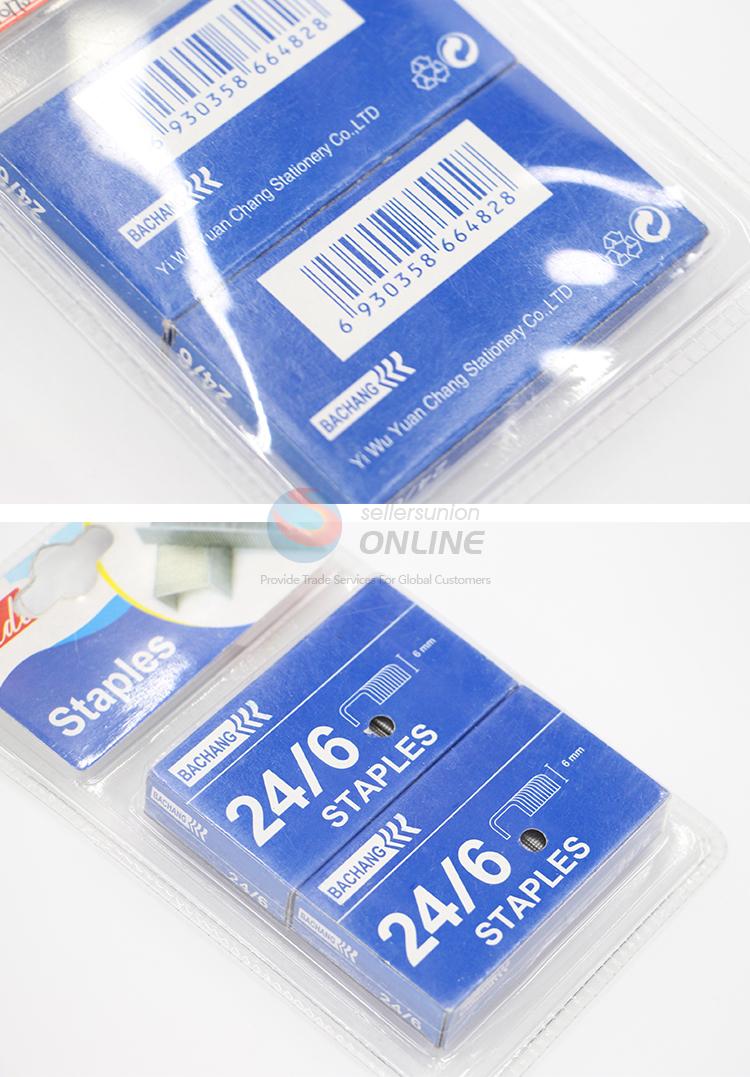 6 930358 664828
BACHANG
Yi Wu Yuan Chang Stationery Co.,LTD
24/6
6 930358 664828
BACHANG
Yi Wu Yuan Chang Stationery Co.,LTD
24/6
sellersunion
ONLINE
Provide Trade Services For Global Customers
Staples
BACHANG
24/6
STAPLES
6 mm
BACHANG
24/6
BACHANG
24/6
STAPLES
6 mm
BACHANG
24/6